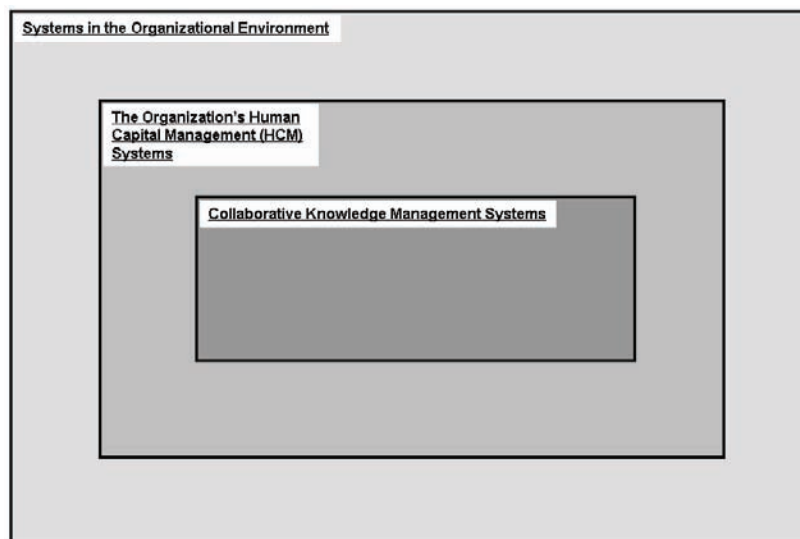 Systems in the Organizational Environment
The Organization's Human
Capital Management (HCM)
Systems
Collaborative Knowledge Management Systems